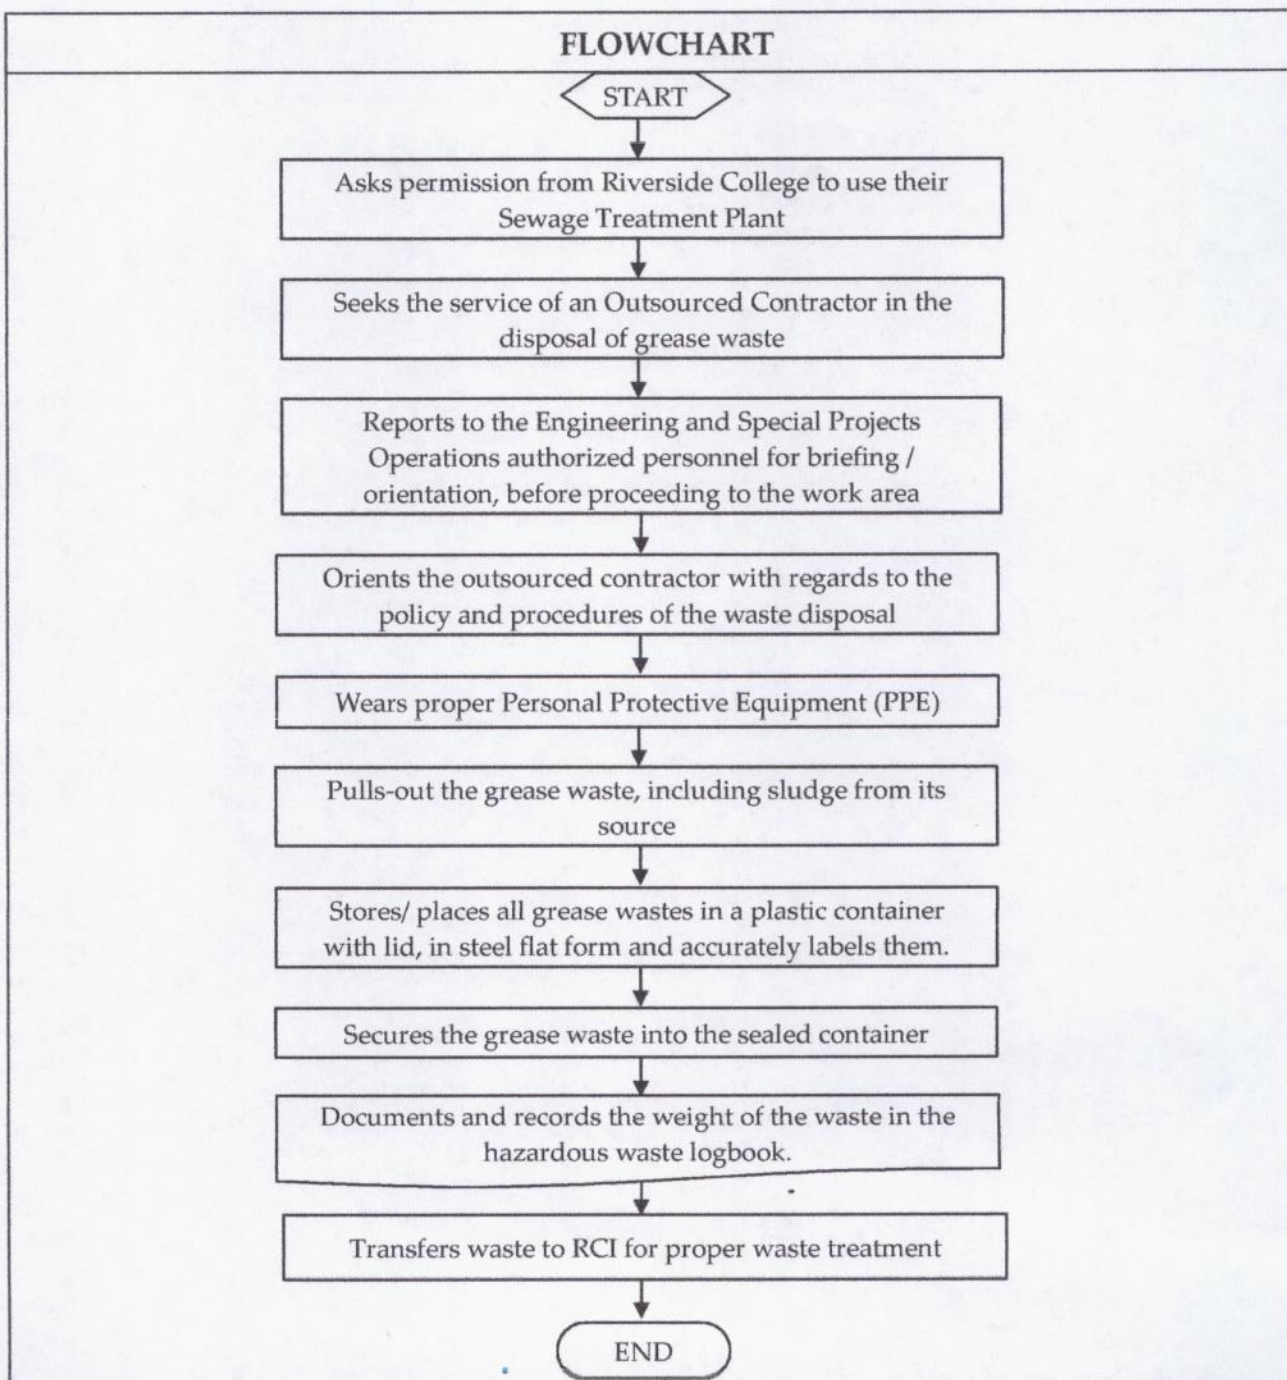 FLOWCHART
START
Asks permission from Riverside College to use their
Sewage Treatment Plant
Seeks the service of an Outsourced Contractor in the
disposal of grease waste
Reports to the Engineering and Special Projects
Operations authorized personnel for briefing /
orientation, before proceeding to the work area
Orients the outsourced contractor with regards to the
policy and procedures of the waste disposal
Wears proper Personal Protective Equipment (PPE)
Pulls-out the grease waste, including sludge from its
source
Stores/ places all grease wastes in a plastic container
with lid, in steel flat form and accurately labels them.
Secures the grease waste into the sealed container
Documents and records the weight of the waste in the
hazardous waste logbook.
Transfers waste to RCI for proper waste treatment
END